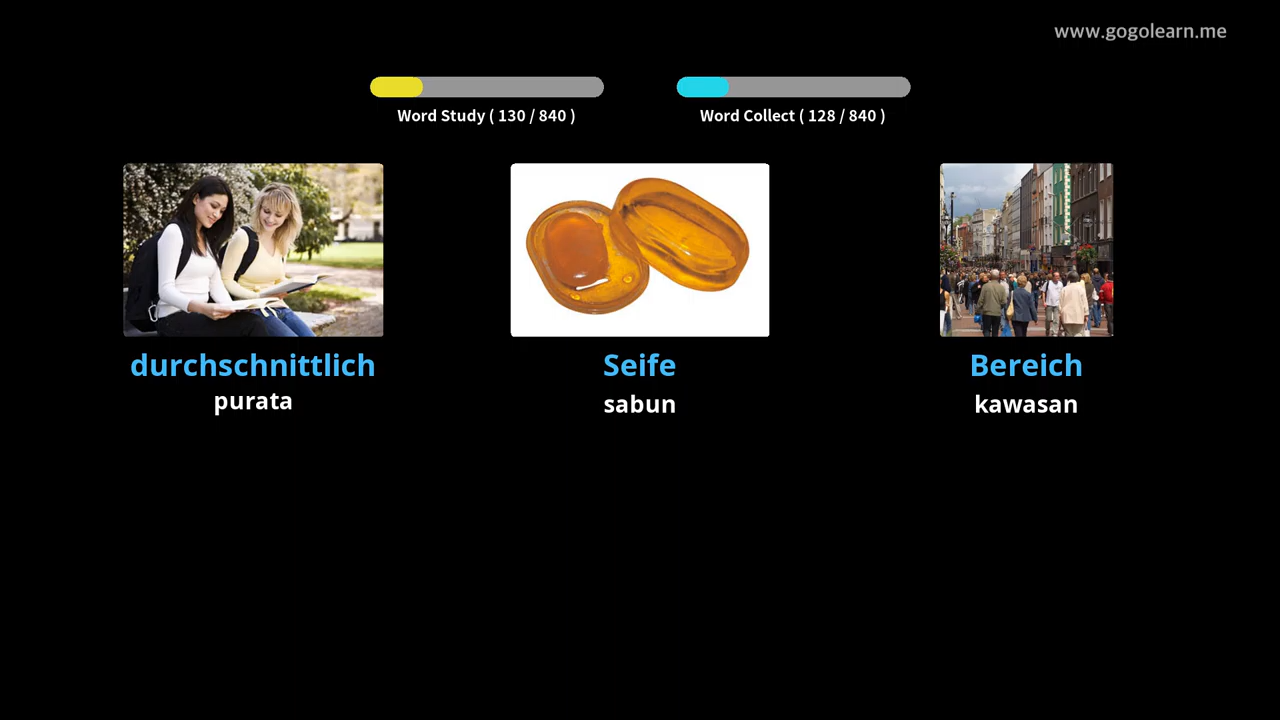 www.gogolearn.me
Word Study ( 130 / 840 )
Word Collect ( 128 / 840 )
durchschnittlich
purata
Seife
sabun
Bereich
kawasan